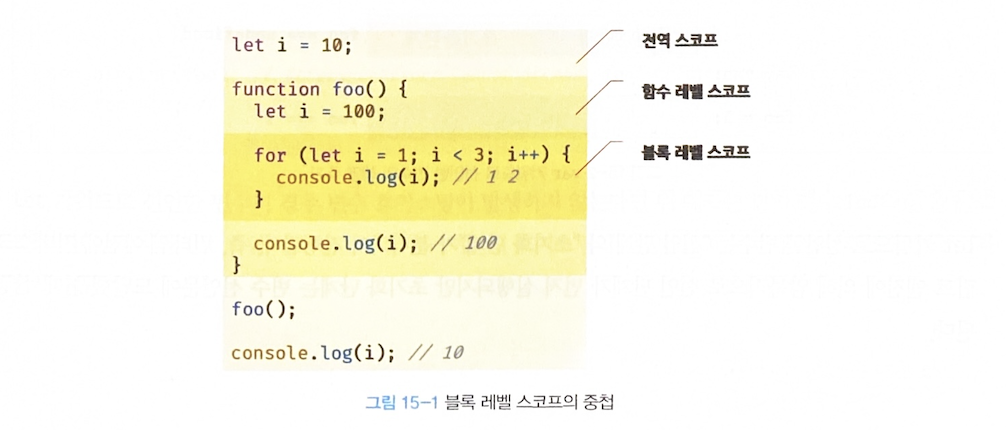 let i = 10;
전역 스코프
function foo() {
함수 레벨 스코프
  let i = 100;
  for (let i = 1; i < 3; i++) {
블록 레벨 스코프
    console.log(i); // 1 2
  }
  console.log(i); // 100
}
foo();
console.log(i); // 10
그림 15-1 블록 레벨 스코프의 중첩